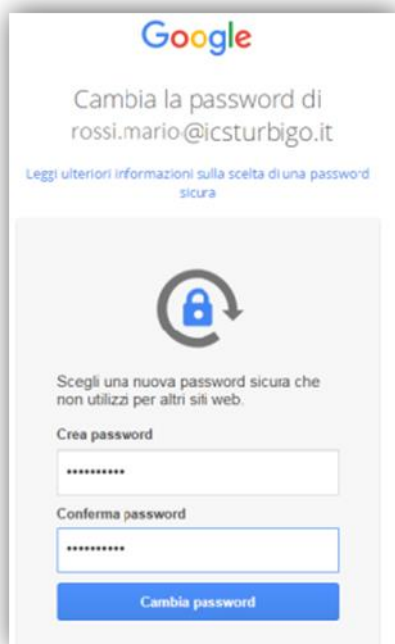 Google
Cambia la password di
rossi.mario@icsturbigo.it
Leggi ulteriori informazioni sulla scelta di una password
sicura
Scegli una nuova password sicura che
non utilizzi per altri siti web.
Crea password
••••••••••
Conferma password
••••••••••
Cambia password